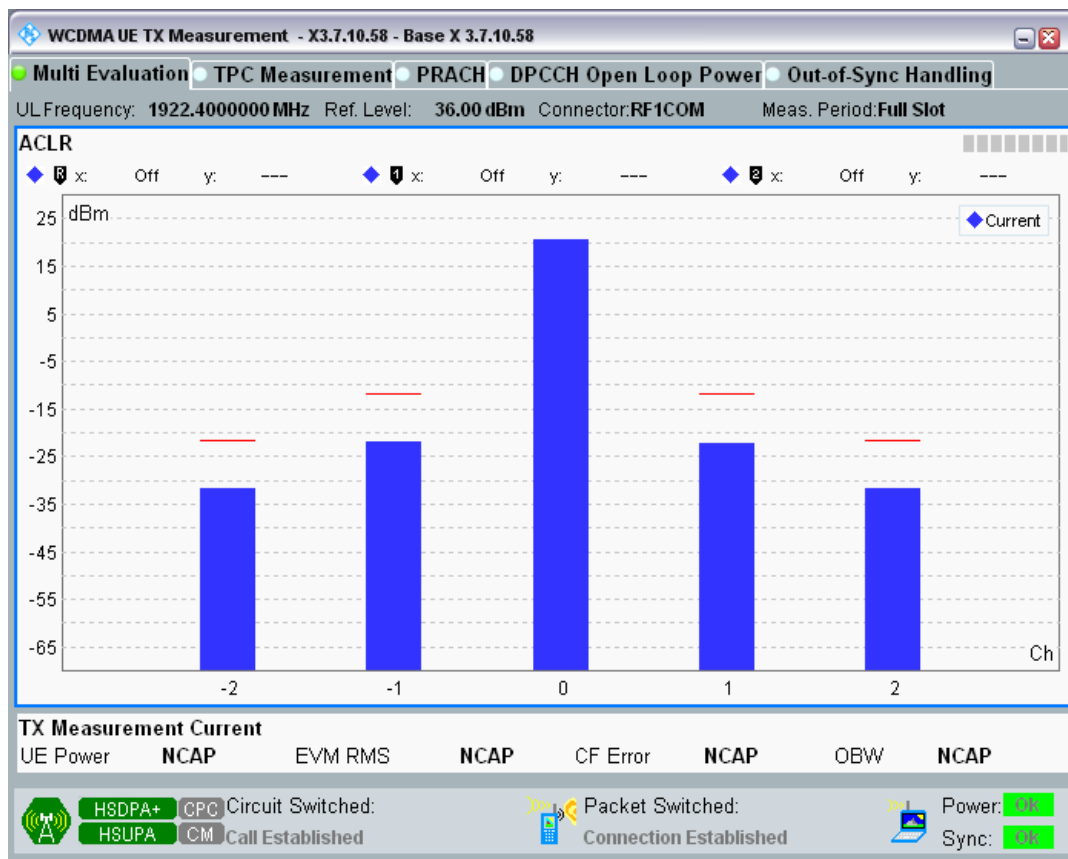 WCDMA UE TX Measurement - X3.7.10.58 - Base X 3.7.10.58
Multi Evaluation TPC Measurement PRACH DPCCH Open Loop Power Out-of-Sync Handling
UL Frequency: 1922.4000000 MHz Ref. Level: 36.00 dBm Connector:RF1COM Meas. Period:Full Slot
ACLR
R x: Off y: --- 1 x: Off y: --- 2 x: Off y: ---
dBm
Current
25
15
5
-5
-15
-25
-35
-45
-55
-65
Ch
-2 -1 0 1 2
TX Measurement Current
UE Power NCAP EVM RMS NCAP CF Error NCAP OBW NCAP
HSDPA+ CPC Circuit Switched: Packet Switched: Power: OK
HSUPA CM Call Established Connection Established Sync: OK